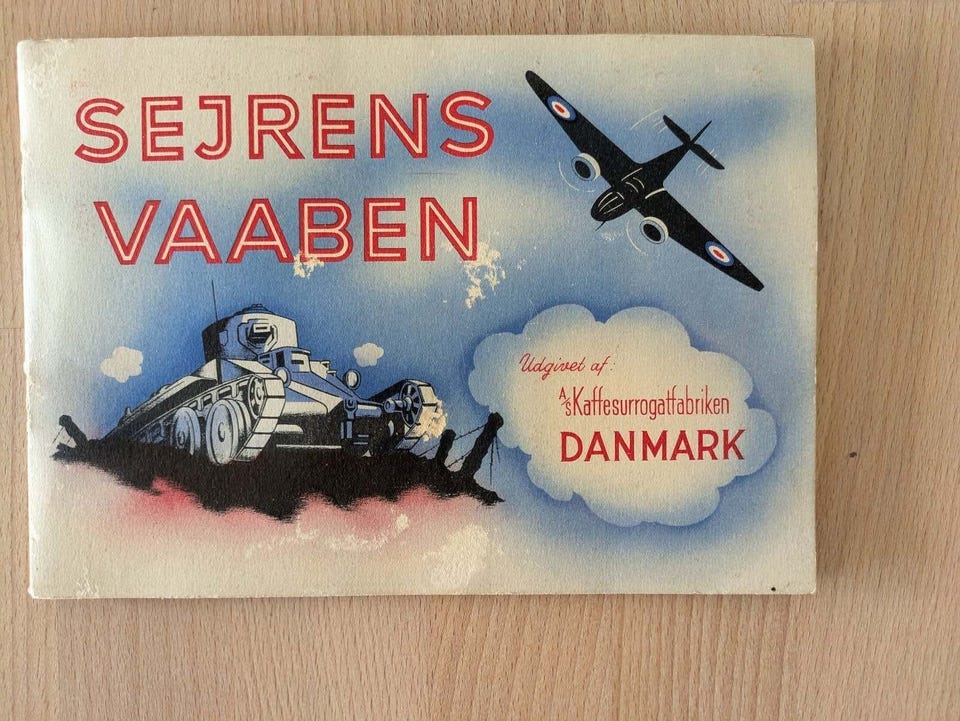 SEJRENS
VAABEN
Udgivet af:
A/S Kaffesurrogatfabriken
DANMARK